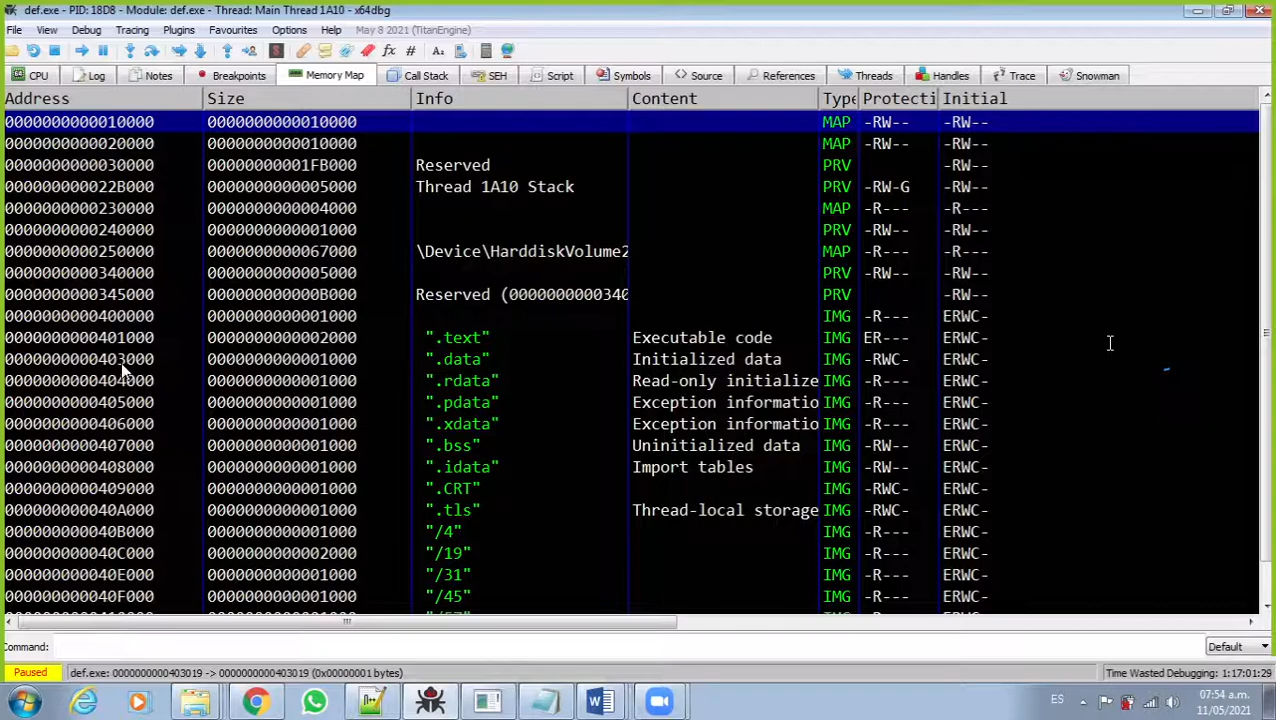 def.exe - PID: 18D8 - Module: def.exe - Thread: Main Thread 1A10 - x64dbg
File View Debug Tracing Plugins Favourites Options Help May 8 2021 (TitanEngine)
CPU Log Notes Breakpoints Memory Map Call Stack SEH Script Symbols Source References Threads Handles Trace Snowman
Address Size Info Content Type Protecti Initial
0000000000010000 0000000000010000 MAP -RW-- -RW--
0000000000020000 0000000000010000 MAP -RW-- -RW--
0000000000030000 00000000001FB000 Reserved PRV -RW--
000000000022B000 0000000000005000 Thread 1A10 Stack PRV -RW-G -RW--
0000000000230000 0000000000004000 MAP -R--- -R---
0000000000240000 0000000000001000 PRV -RW-- -RW--
0000000000250000 0000000000067000 \Device\HarddiskVolume2 MAP -R--- -R---
0000000000340000 0000000000005000 PRV -RW-- -RW--
0000000000345000 000000000000B000 Reserved (0000000000340 PRV -RW--
0000000000400000 0000000000001000 IMG -R--- ERWC-
0000000000401000 0000000000002000 ".text" Executable code IMG ER--- ERWC-
0000000000403000 0000000000001000 ".data" Initialized data IMG -RWC- ERWC-
0000000000404000 0000000000001000 ".rdata" Read-only initialize IMG -R--- ERWC-
0000000000405000 0000000000001000 ".pdata" Exception informatio IMG -R--- ERWC-
0000000000406000 0000000000001000 ".xdata" Exception informatio IMG -R--- ERWC-
0000000000407000 0000000000001000 ".bss" Uninitialized data IMG -RW-- ERWC-
0000000000408000 0000000000001000 ".idata" Import tables IMG -RW-- ERWC-
0000000000409000 0000000000001000 ".CRT" IMG -RWC- ERWC-
000000000040A000 0000000000001000 ".tls" Thread-local storage IMG -RWC- ERWC-
000000000040B000 0000000000001000 "/4" IMG -R--- ERWC-
000000000040C000 0000000000002000 "/19" IMG -R--- ERWC-
000000000040E000 0000000000001000 "/31" IMG -R--- ERWC-
000000000040F000 0000000000001000 "/45" IMG -R--- ERWC-
Command: Default
Paused def.exe: 0000000000403019 -> 0000000000403019 (0x00000001 bytes) Time Wasted Debugging: 1:17:01:29
ES 07:54 a.m.
11/05/2021